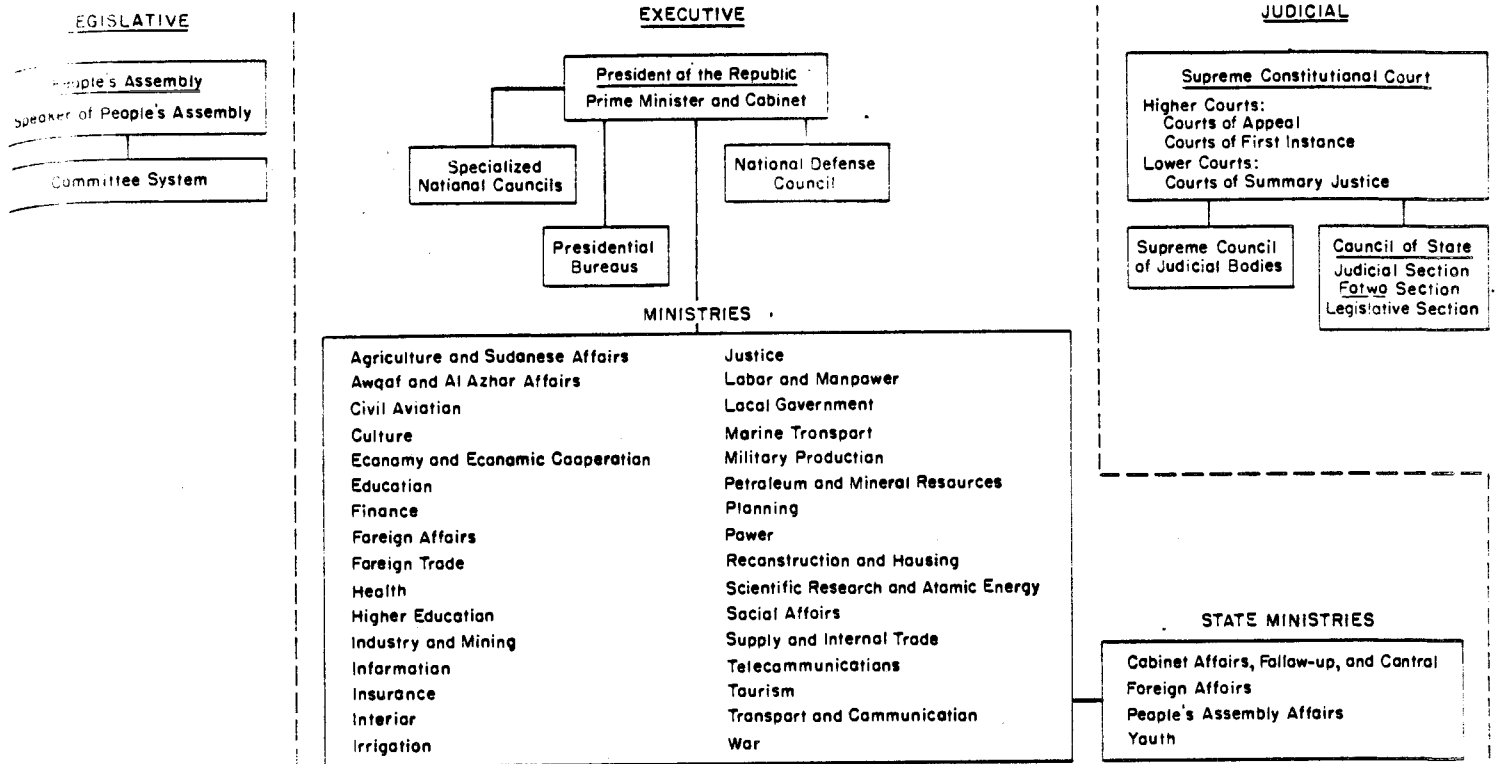 EGISLATIVE
People's Assembly
Speaker of People's Assembly
Committee System
EXECUTIVE
President of the Republic
Prime Minister and Cabinet
Specialized
National Councils
National Defense
Council
Presidential
Bureaus
MINISTRIES
Agriculture and Sudanese Affairs
Awqaf and Al Azhar Affairs
Civil Aviation
Culture
Economy and Economic Cooperation
Education
Finance
Foreign Affairs
Foreign Trade
Health
Higher Education
Industry and Mining
Information
Insurance
Interior
Irrigation
Justice
Labor and Manpower
Local Government
Marine Transport
Military Production
Petroleum and Mineral Resources
Planning
Power
Reconstruction and Housing
Scientific Research and Atomic Energy
Social Affairs
Supply and Internal Trade
Telecommunications
Tourism
Transport and Communication
War
JUDICIAL
Supreme Constitutional Court
Higher Courts:
Courts of Appeal
Courts of First Instance
Lower Courts:
Courts of Summary Justice
Supreme Council
of Judicial Bodies
Council of State
Judicial Section
Fatwa Section
Legislative Section
STATE MINISTRIES
Cabinet Affairs, Follow-up, and Control
Foreign Affairs
People's Assembly Affairs
Youth